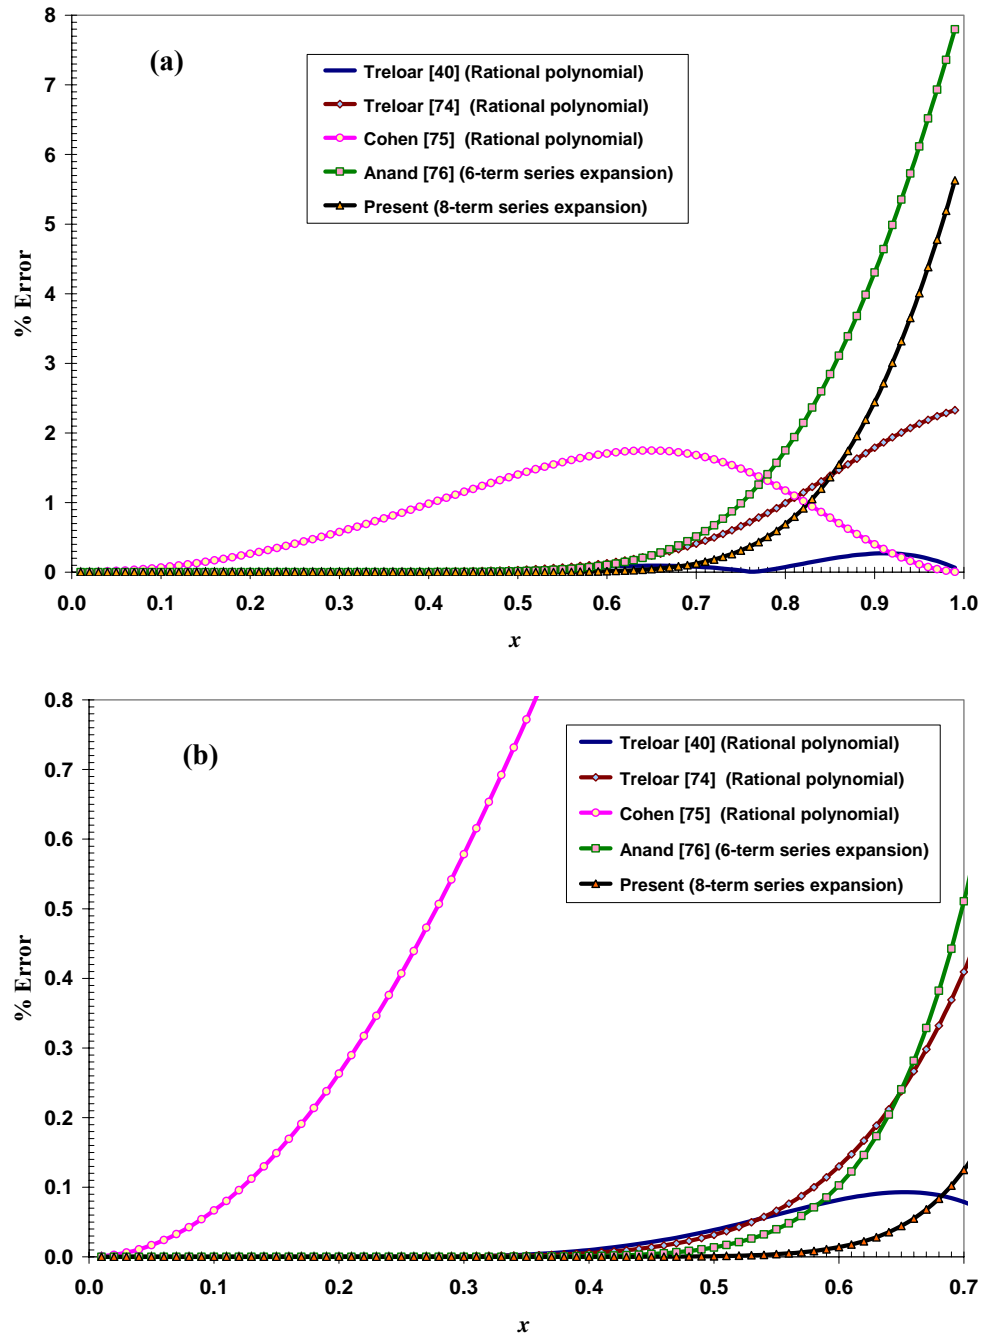 (a)
Treloar [40] (Rational polynomial)
Treloar [74] (Rational polynomial)
Cohen [75] (Rational polynomial)
Anand [76] (6-term series expansion)
Present (8-term series expansion)
% Error
8
7
6
5
4
3
2
1
0
0.0 0.1 0.2 0.3 0.4 0.5 0.6 0.7 0.8 0.9 1.0
x
(b)
Treloar [40] (Rational polynomial)
Treloar [74] (Rational polynomial)
Cohen [75] (Rational polynomial)
Anand [76] (6-term series expansion)
Present (8-term series expansion)
% Error
0.8
0.7
0.6
0.5
0.4
0.3
0.2
0.1
0.0
0.0 0.1 0.2 0.3 0.4 0.5 0.6 0.7
x